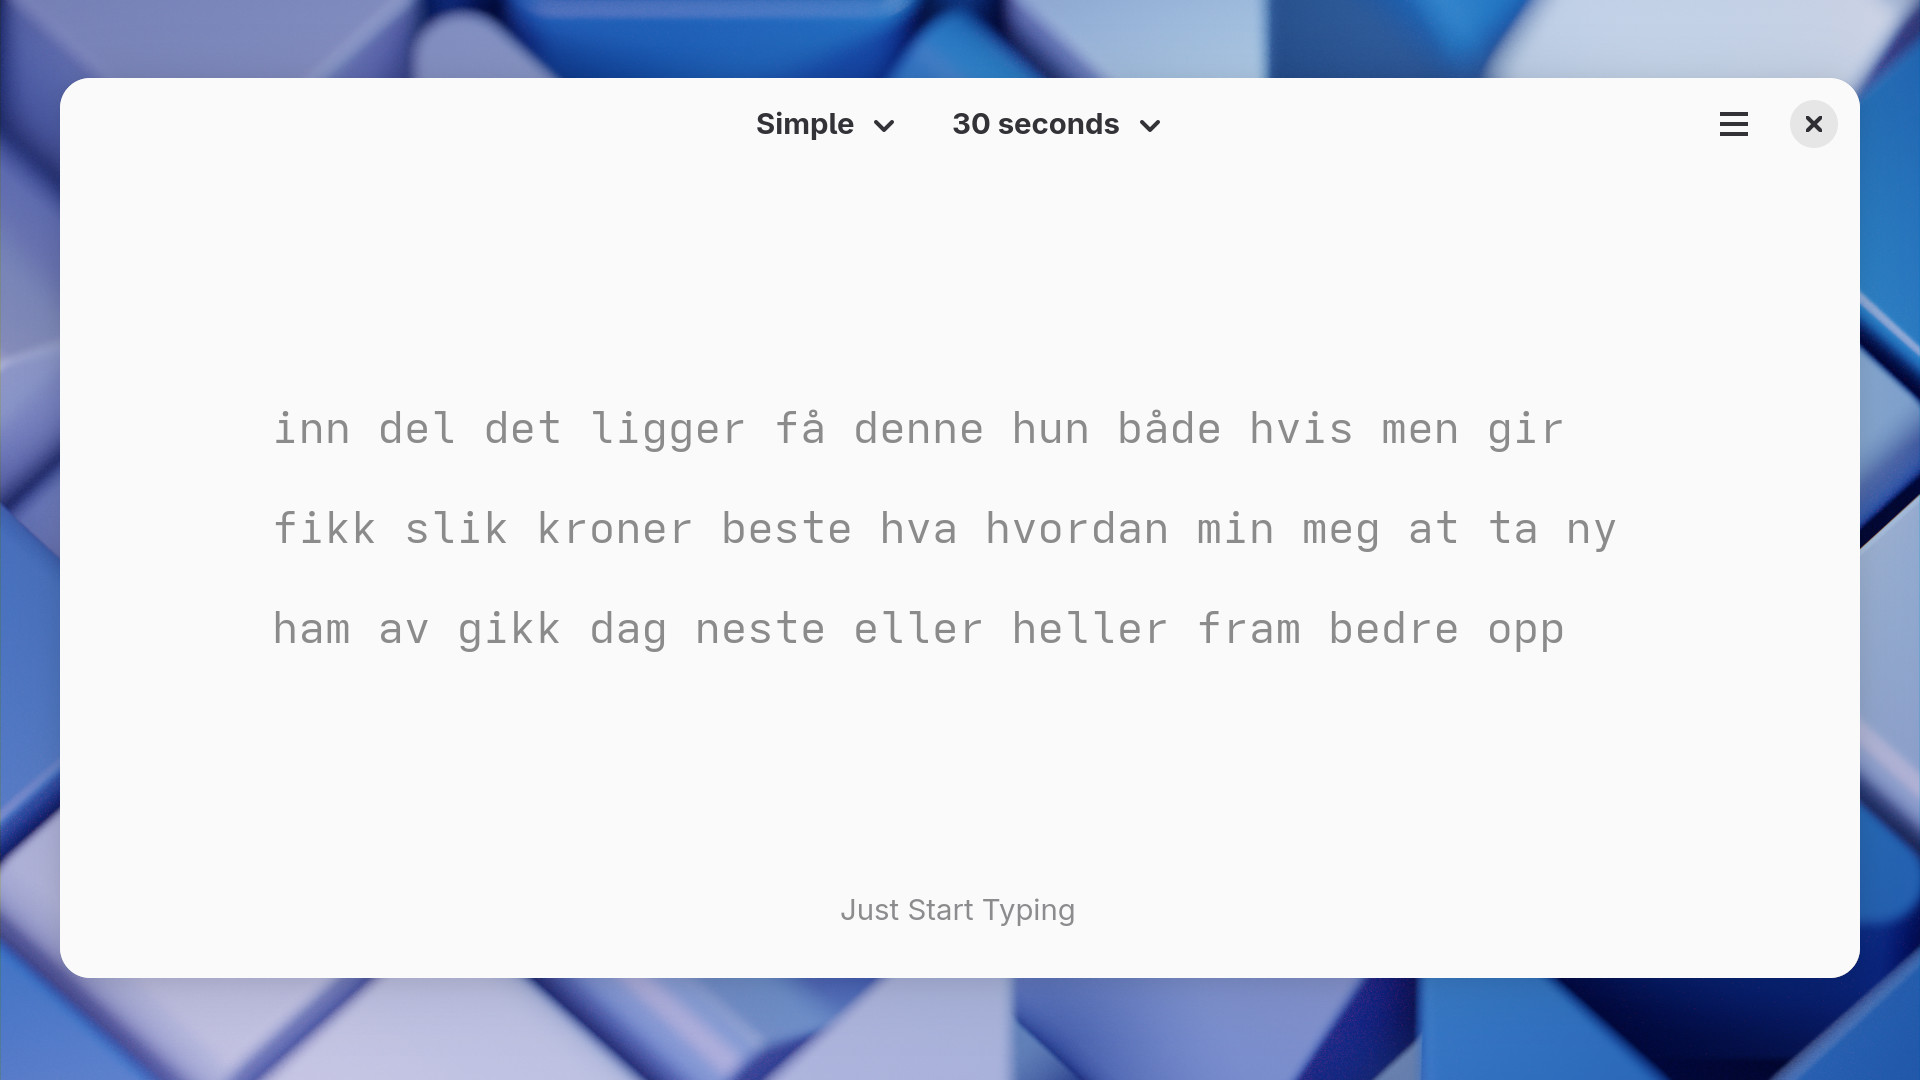 Simple 30 seconds
inn del det ligger få denne hun både hvis men gir
fikk slik kroner beste hva hvordan min meg at ta ny
ham av gikk dag neste eller heller fram bedre opp
Just Start Typing